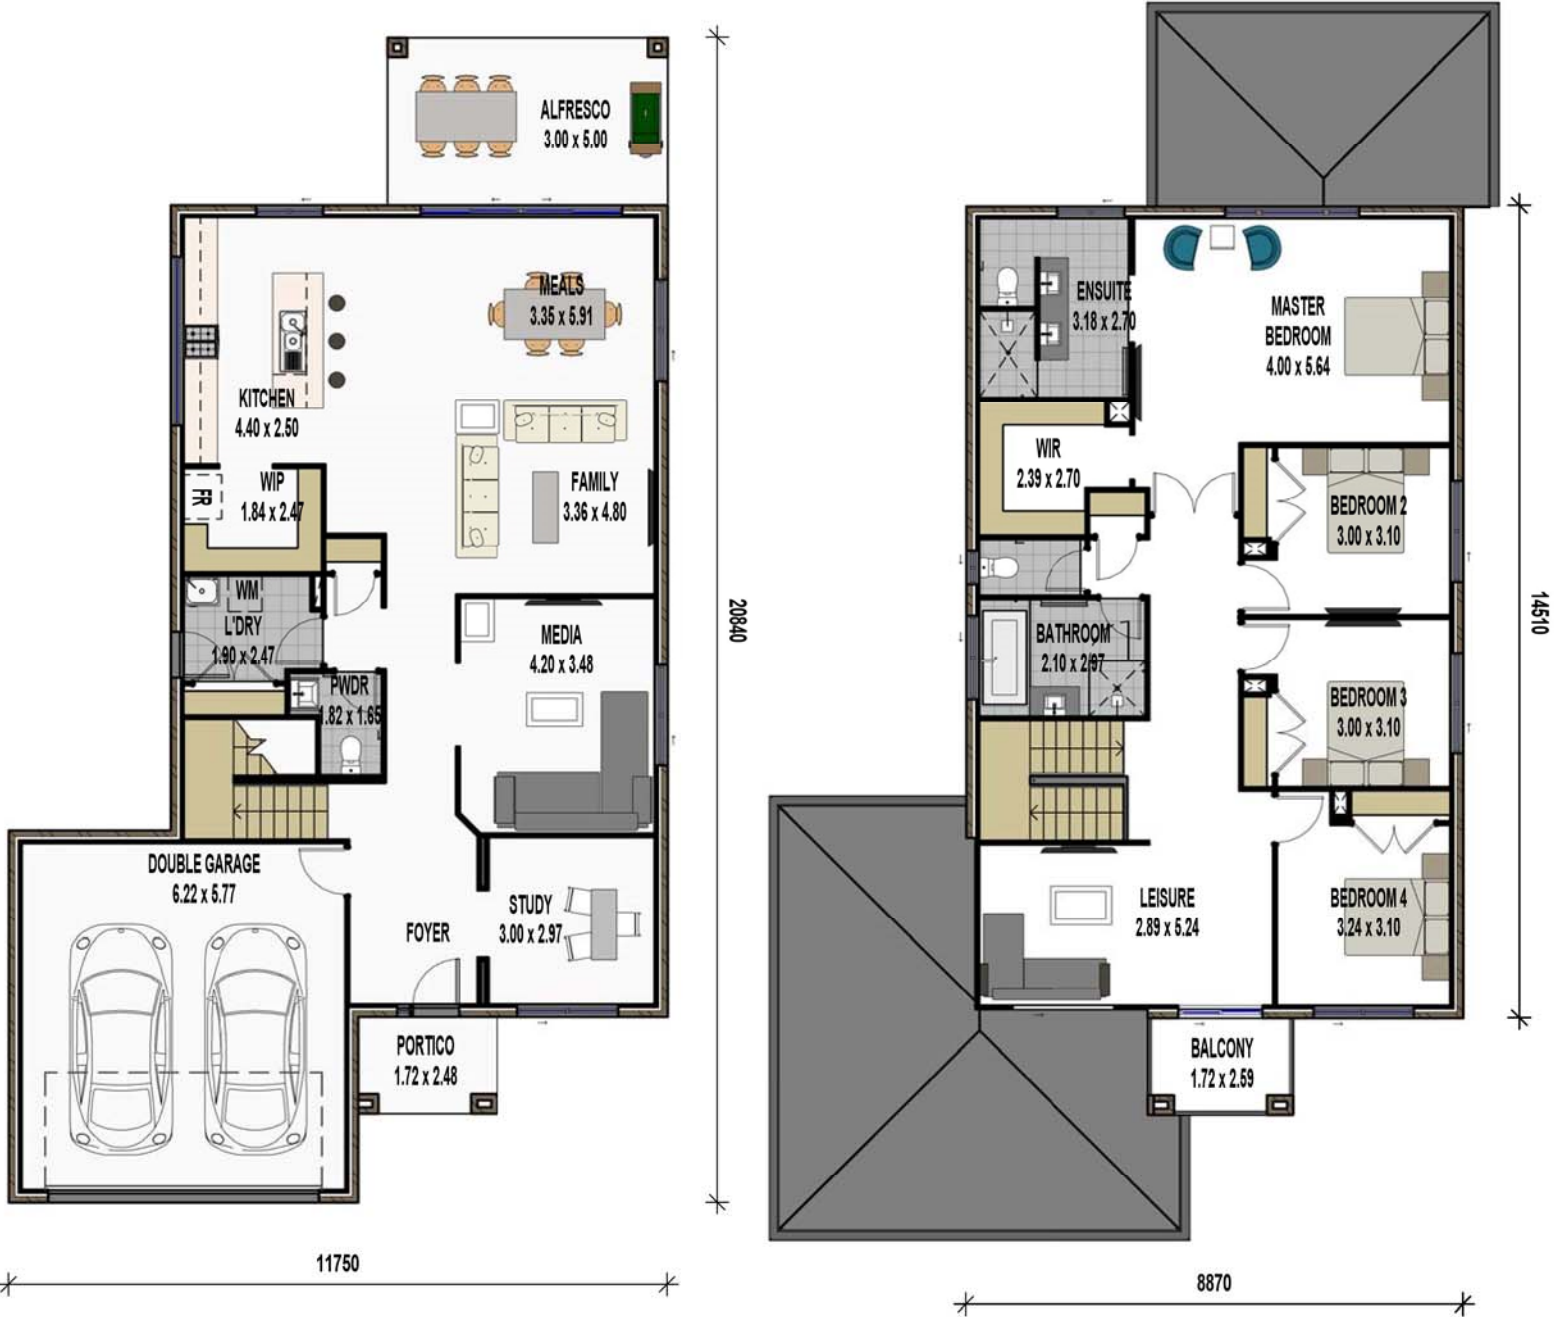 ALFRESCO
3.00 x 5.00
MEALS
3.35 x 5.91
KITCHEN
4.40 x 2.50
WIP
1.84 x 2.47
FR
FAMILY
3.36 x 4.80
WM
L'DRY
1.90 x 2.47
PWDR
1.82 x 1.65
MEDIA
4.20 x 3.48
DOUBLE GARAGE
6.22 x 5.77
FOYER
STUDY
3.00 x 2.97
PORTICO
1.72 x 2.48
20840
11750
ENSUITE
3.18 x 2.70
MASTER
BEDROOM
4.00 x 5.64
WIR
2.39 x 2.70
BEDROOM 2
3.00 x 3.10
BATHROOM
2.10 x 2.97
BEDROOM 3
3.00 x 3.10
LEISURE
2.89 x 5.24
BEDROOM 4
3.24 x 3.10
BALCONY
1.72 x 2.59
14510
8870